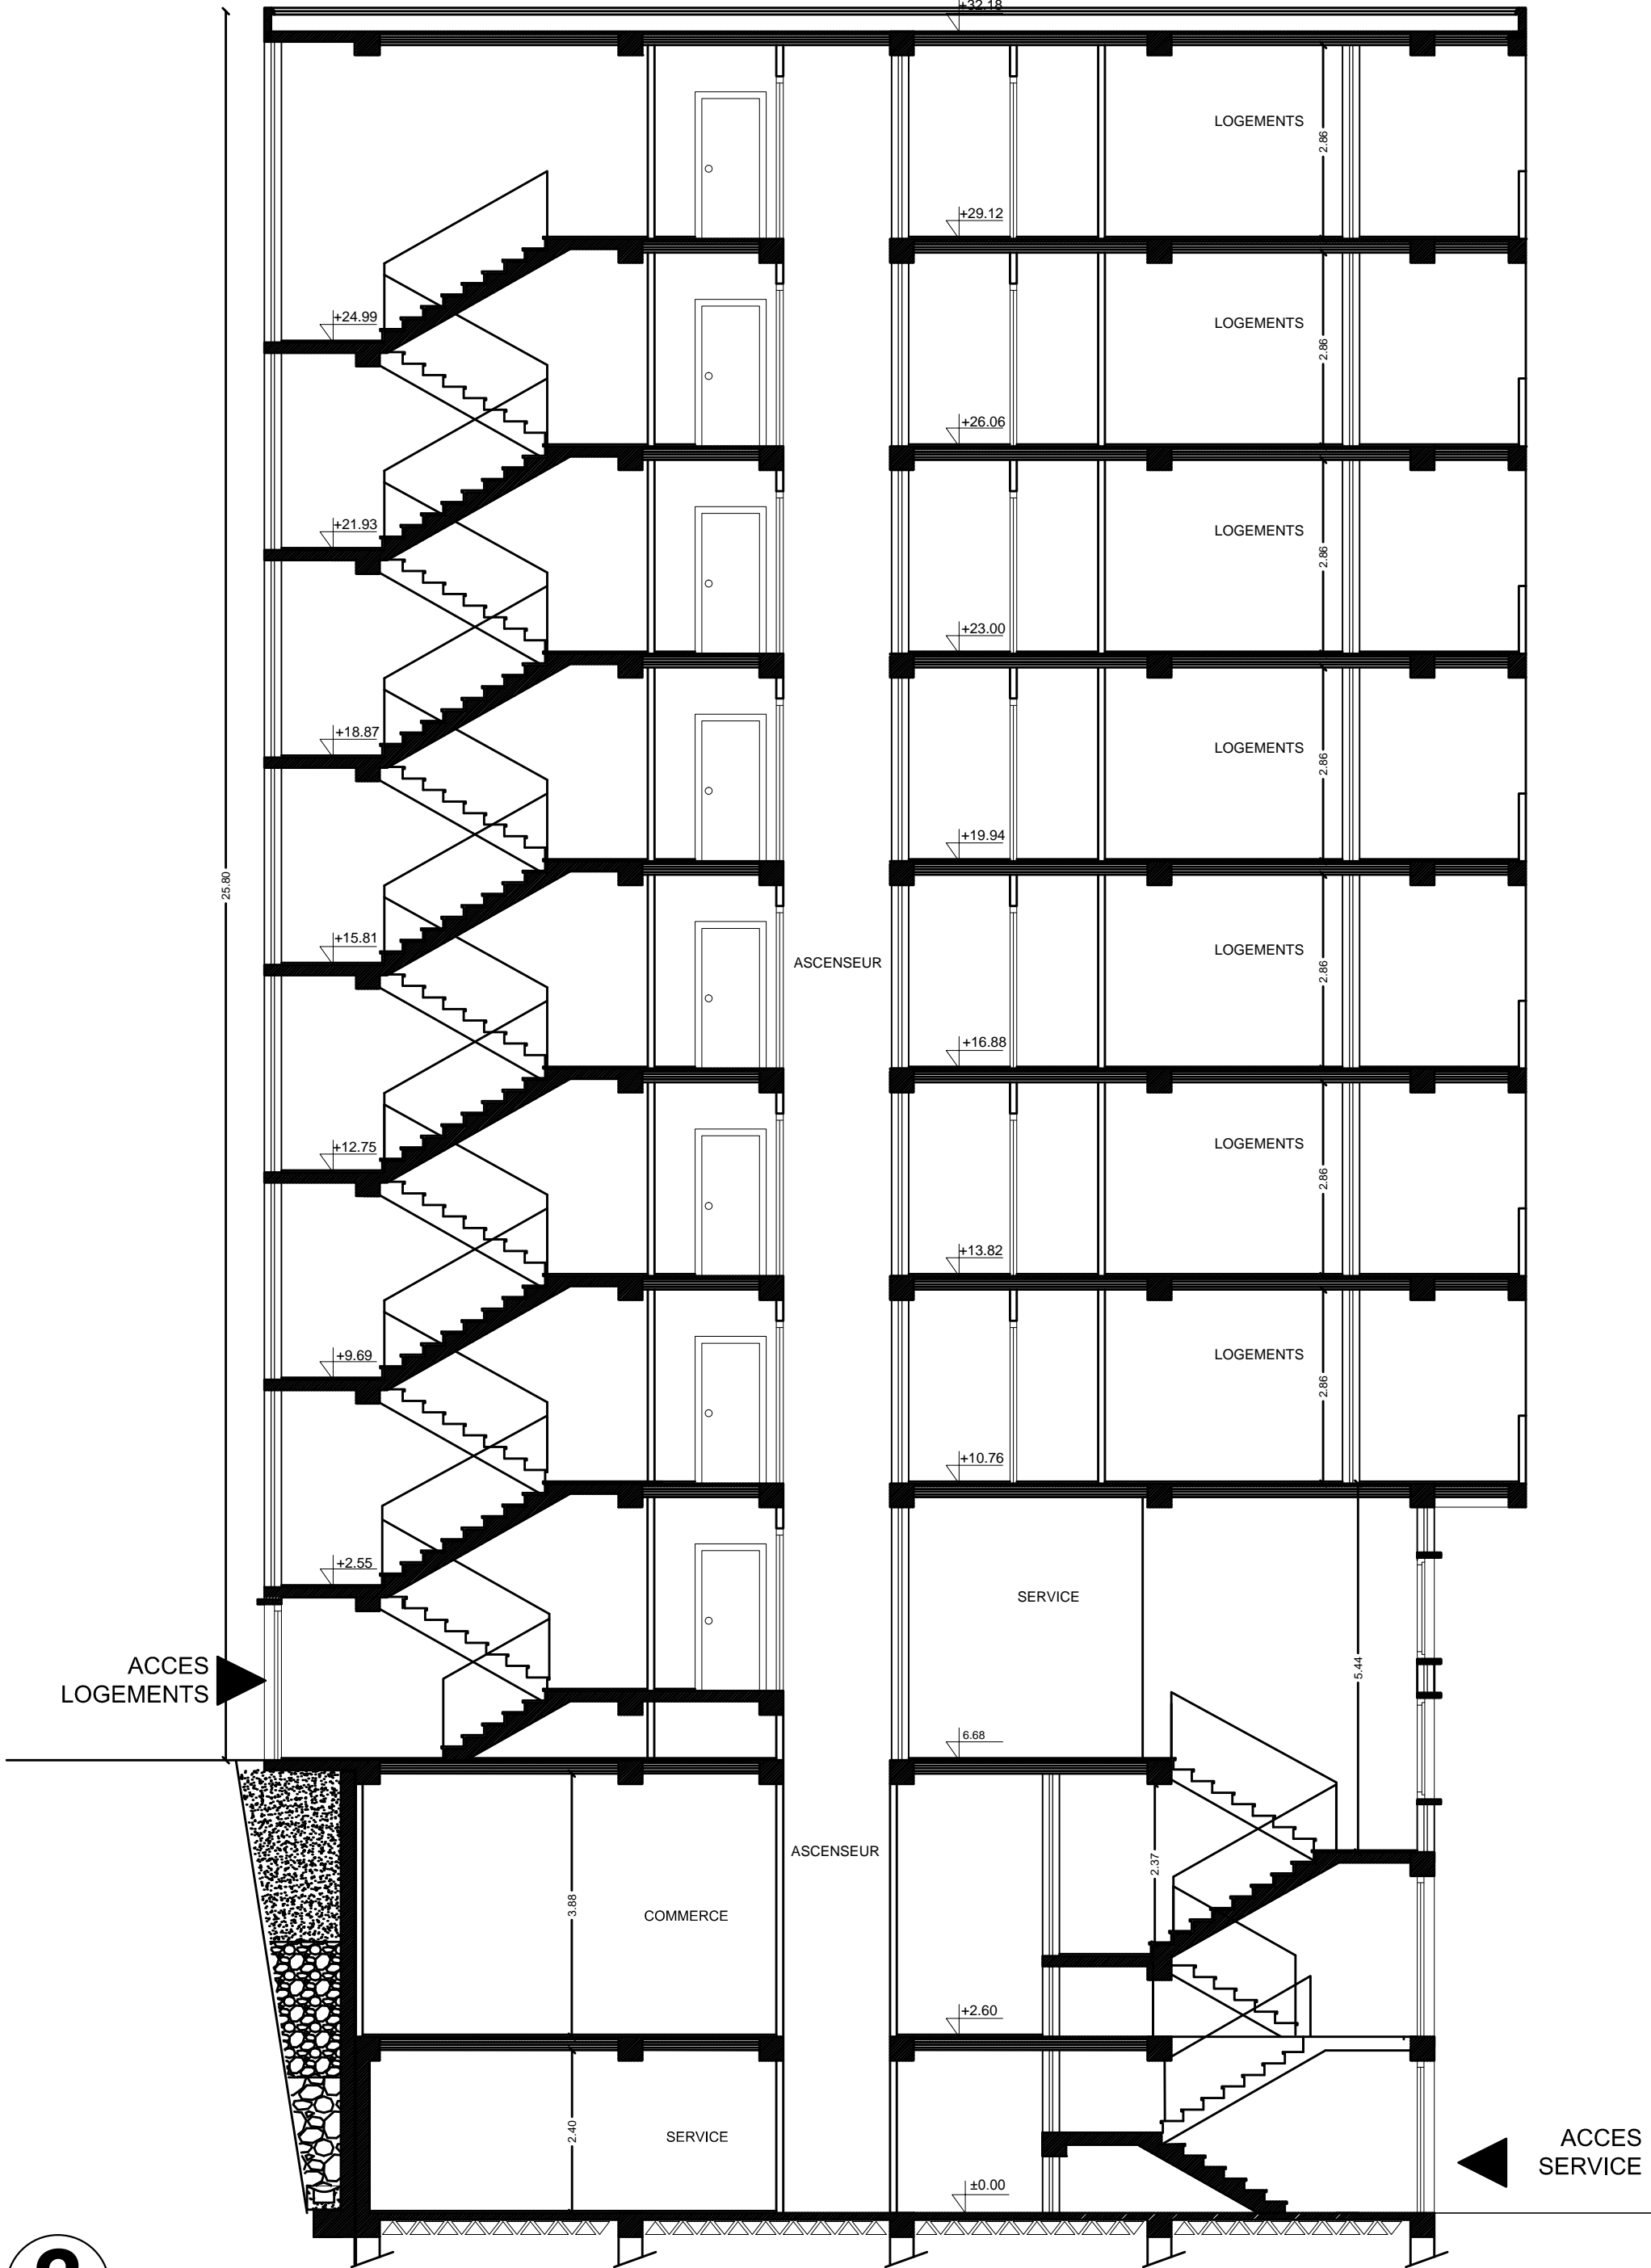 +32.18
LOGEMENTS
2.86
+29.12
+24.99
LOGEMENTS
2.86
+26.06
+21.93
LOGEMENTS
2.86
+23.00
+18.87
LOGEMENTS
2.86
+19.94
25.80
+15.81
ASCENSEUR
LOGEMENTS
2.86
+16.88
+12.75
LOGEMENTS
2.86
+13.82
+9.69
LOGEMENTS
2.86
+10.76
+2.55
SERVICE
ACCES
LOGEMENTS
5.44
6.68
ASCENSEUR
2.37
3.88
COMMERCE
+2.60
2.40
SERVICE
ACCES
SERVICE
±0.00